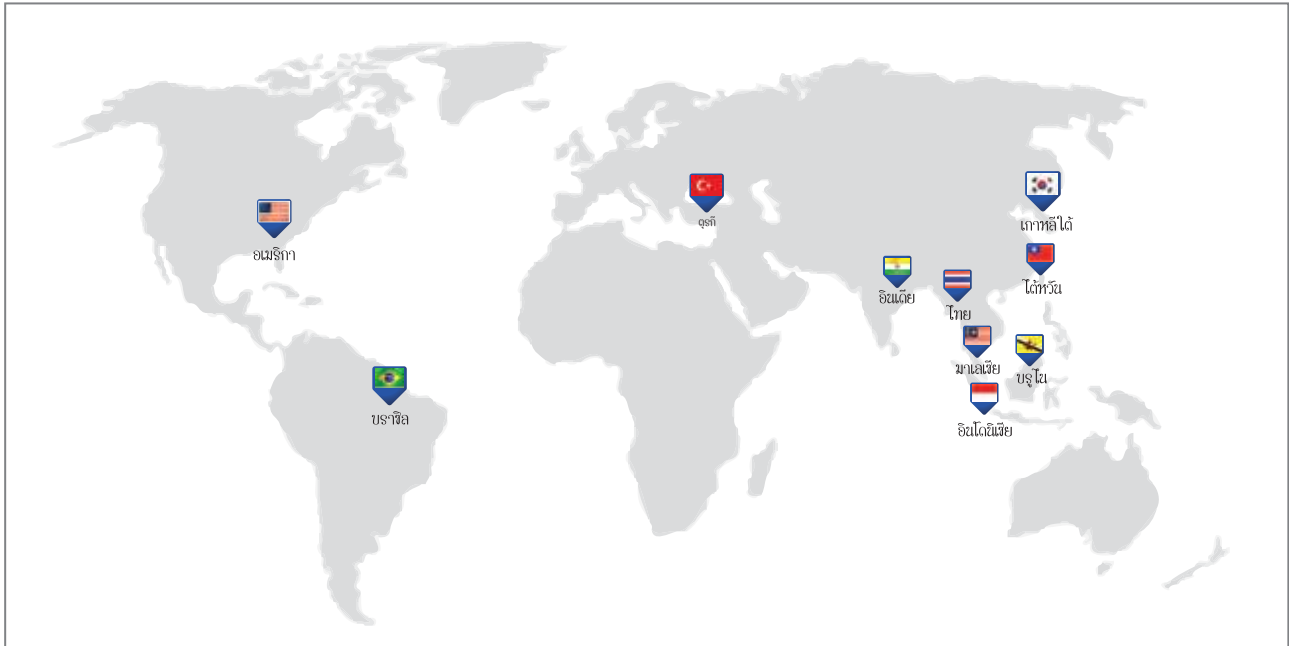 ตุรกี
เกาหลีใต้
อเมริกา
ไต้หวัน
อินเดีย
ไทย
มาเลเซีย
บรูไน
บราซิล
อินโดนิเซีย